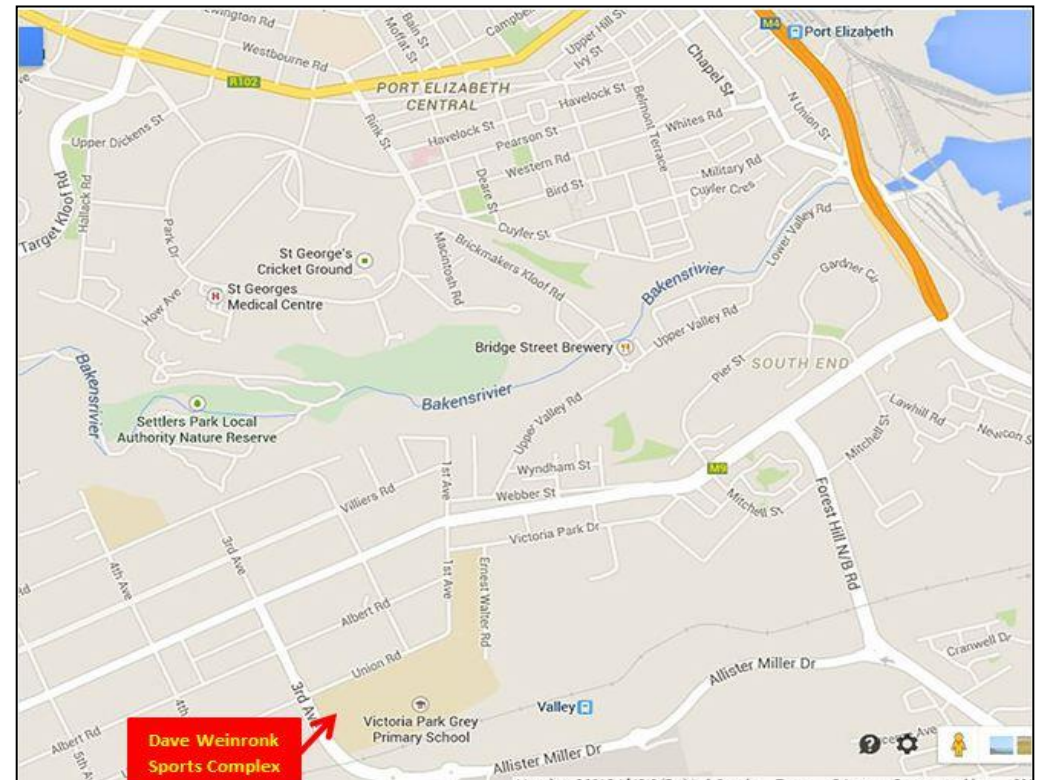 M4
Port Elizabeth
Westbourne Rd
Bain St
Moffat St
Upper Hill St
Ivy St
Chapel St
R102
PORT ELIZABETH
CENTRAL
Havelock St
Belmont Terrace
N Union St
Rink St
Upper Dickens St
Havelock St
Pearson St
Whites Rd
Western Rd
Military Rd
Target Kloof Rd
Hallack Rd
Deare St
Bird St
Cuyler Cres
Park Dr
Cuyler St
Lower Valley Rd
St George's
Cricket Ground
Macintosh Rd
Brickmakers Kloof Rd
Bakensrivier
Gardner Cir
H
St Georges
Medical Centre
How Ave
Bridge Street Brewery
Upper Valley Rd
Pier St
SOUTH END
Bakensrivier
Bakensrivier
Settlers Park Local
Authority Nature Reserve
Upper Valley Rd
Lawhill Rd
Mitchell St
Newcon S
1st Ave
Wyndham St
M9
Villiers Rd
Webber St
Mitchell St
Forest Hill N/B Rd
3rd Ave
Victoria Park Dr
4th Ave
1st Ave
Ernest Walter Rd
Albert Rd
Union Rd
Cranwell Dr
Allister Miller Dr
3rd Av
4th
Valley
Victoria Park Grey
Primary School
Albert Rd
5th A
Dave Weinronk
Sports Complex
Allister Miller Dr